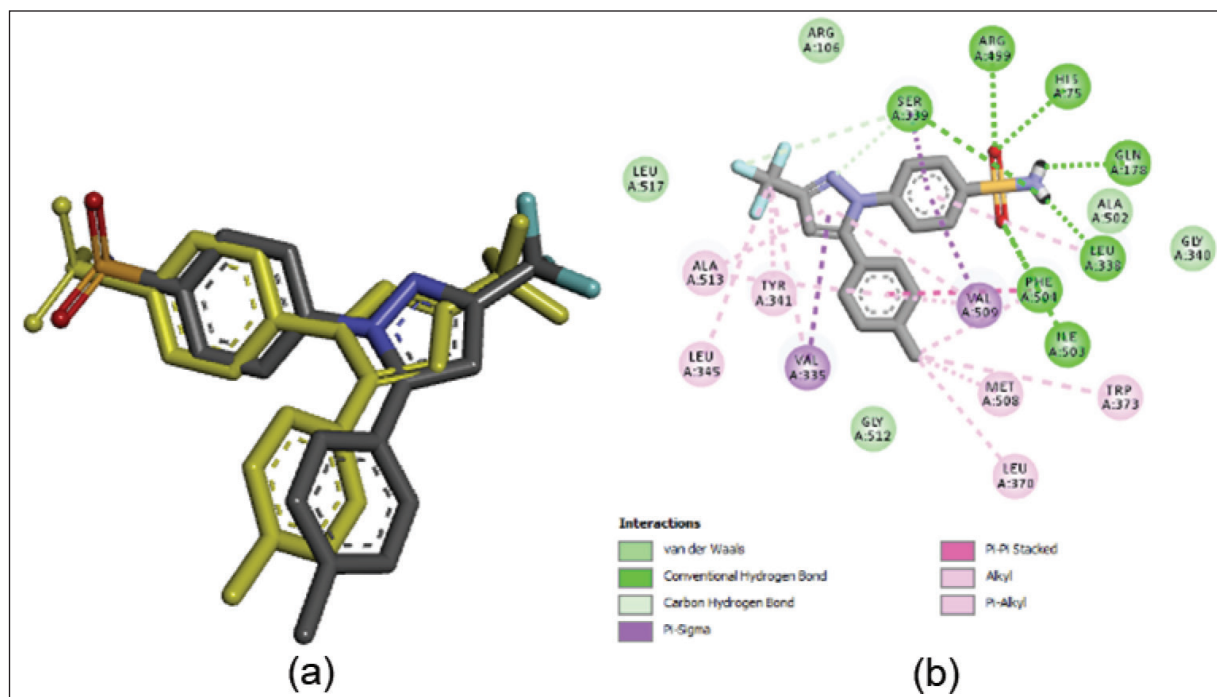 ARG
A:106
ARG
A:499
HIS
A:75
SER
A:339
GLN
A:178
LEU
A:517
ALA
A:502
GLY
A:340
LEU
A:338
ALA
A:513
TYR
A:341
VAL
A:509
PHE
A:504
ILE
A:503
LEU
A:345
VAL
A:335
MET
A:508
TRP
A:373
GLY
A:512
LEU
A:370
Interactions
van der Waals
Conventional Hydrogen Bond
Carbon Hydrogen Bond
Pi-Sigma
Pi-Pi Stacked
Alkyl
Pi-Alkyl
(a)
(b)